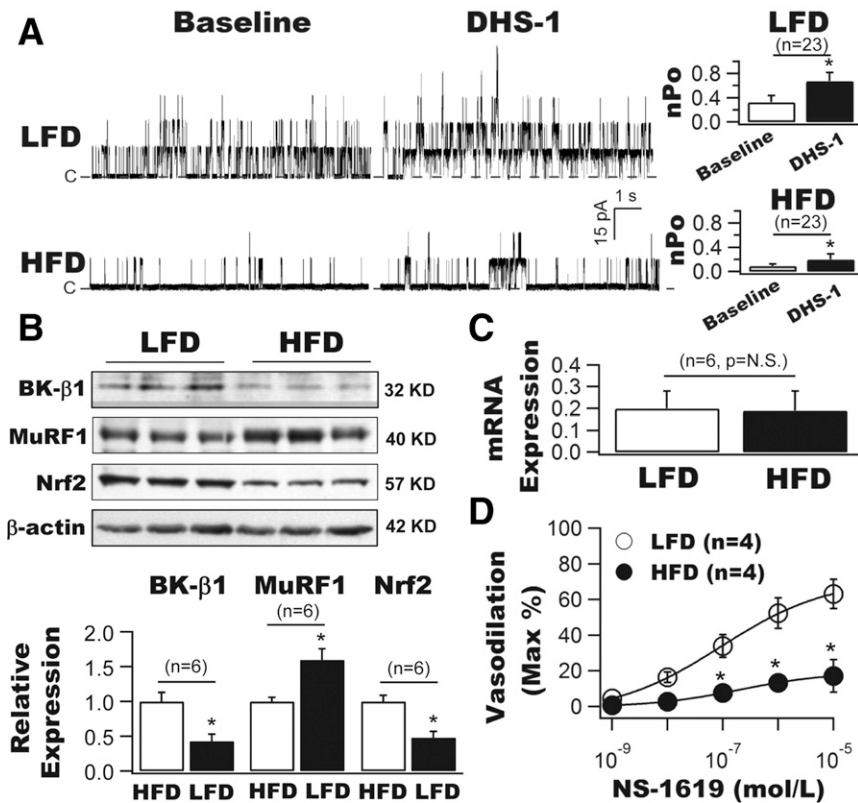 A
Baseline
DHS-1
LFD
C
HFD
C
15 pA
1 s
LFD
(n=23)
*
nPo
0.8
0.4
0.0
Baseline
DHS-1
HFD
(n=23)
*
nPo
0.8
0.4
0.0
Baseline
DHS-1
B
LFD HFD
BK-β1 32 KD
MuRF1 40 KD
Nrf2 57 KD
β-actin 42 KD
BK-β1 MuRF1 Nrf2
Relative
Expression
2.0
1.5
1.0
0.5
0.0
(n=6) (n=6) (n=6)
* * *
HFD LFD HFD LFD HFD LFD
C
mRNA
Expression
0.4
0.3
0.2
0.1
0.0
(n=6, p=N.S.)
LFD HFD
D
Vasodilation
(Max %)
100
80
60
40
20
0
LFD (n=4)
HFD (n=4)
* * *
10-9 10-7 10-5
NS-1619 (mol/L)